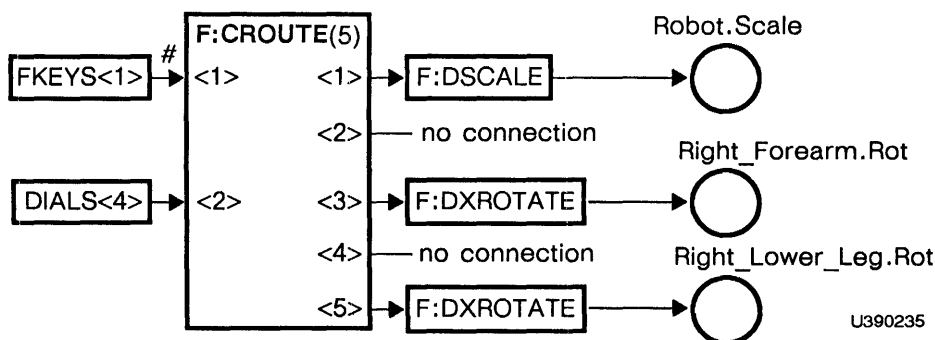 Robot.Scale
F:CROUTE(5)
#
FKEYS<1>
<1>
<1>
F:DSCALE
<2>
no connection
Right_Forearm.Rot
DIALS<4>
<2>
<3>
F:DXROTATE
<4>
no connection
Right_Lower_Leg.Rot
<5>
F:DXROTATE
U390235